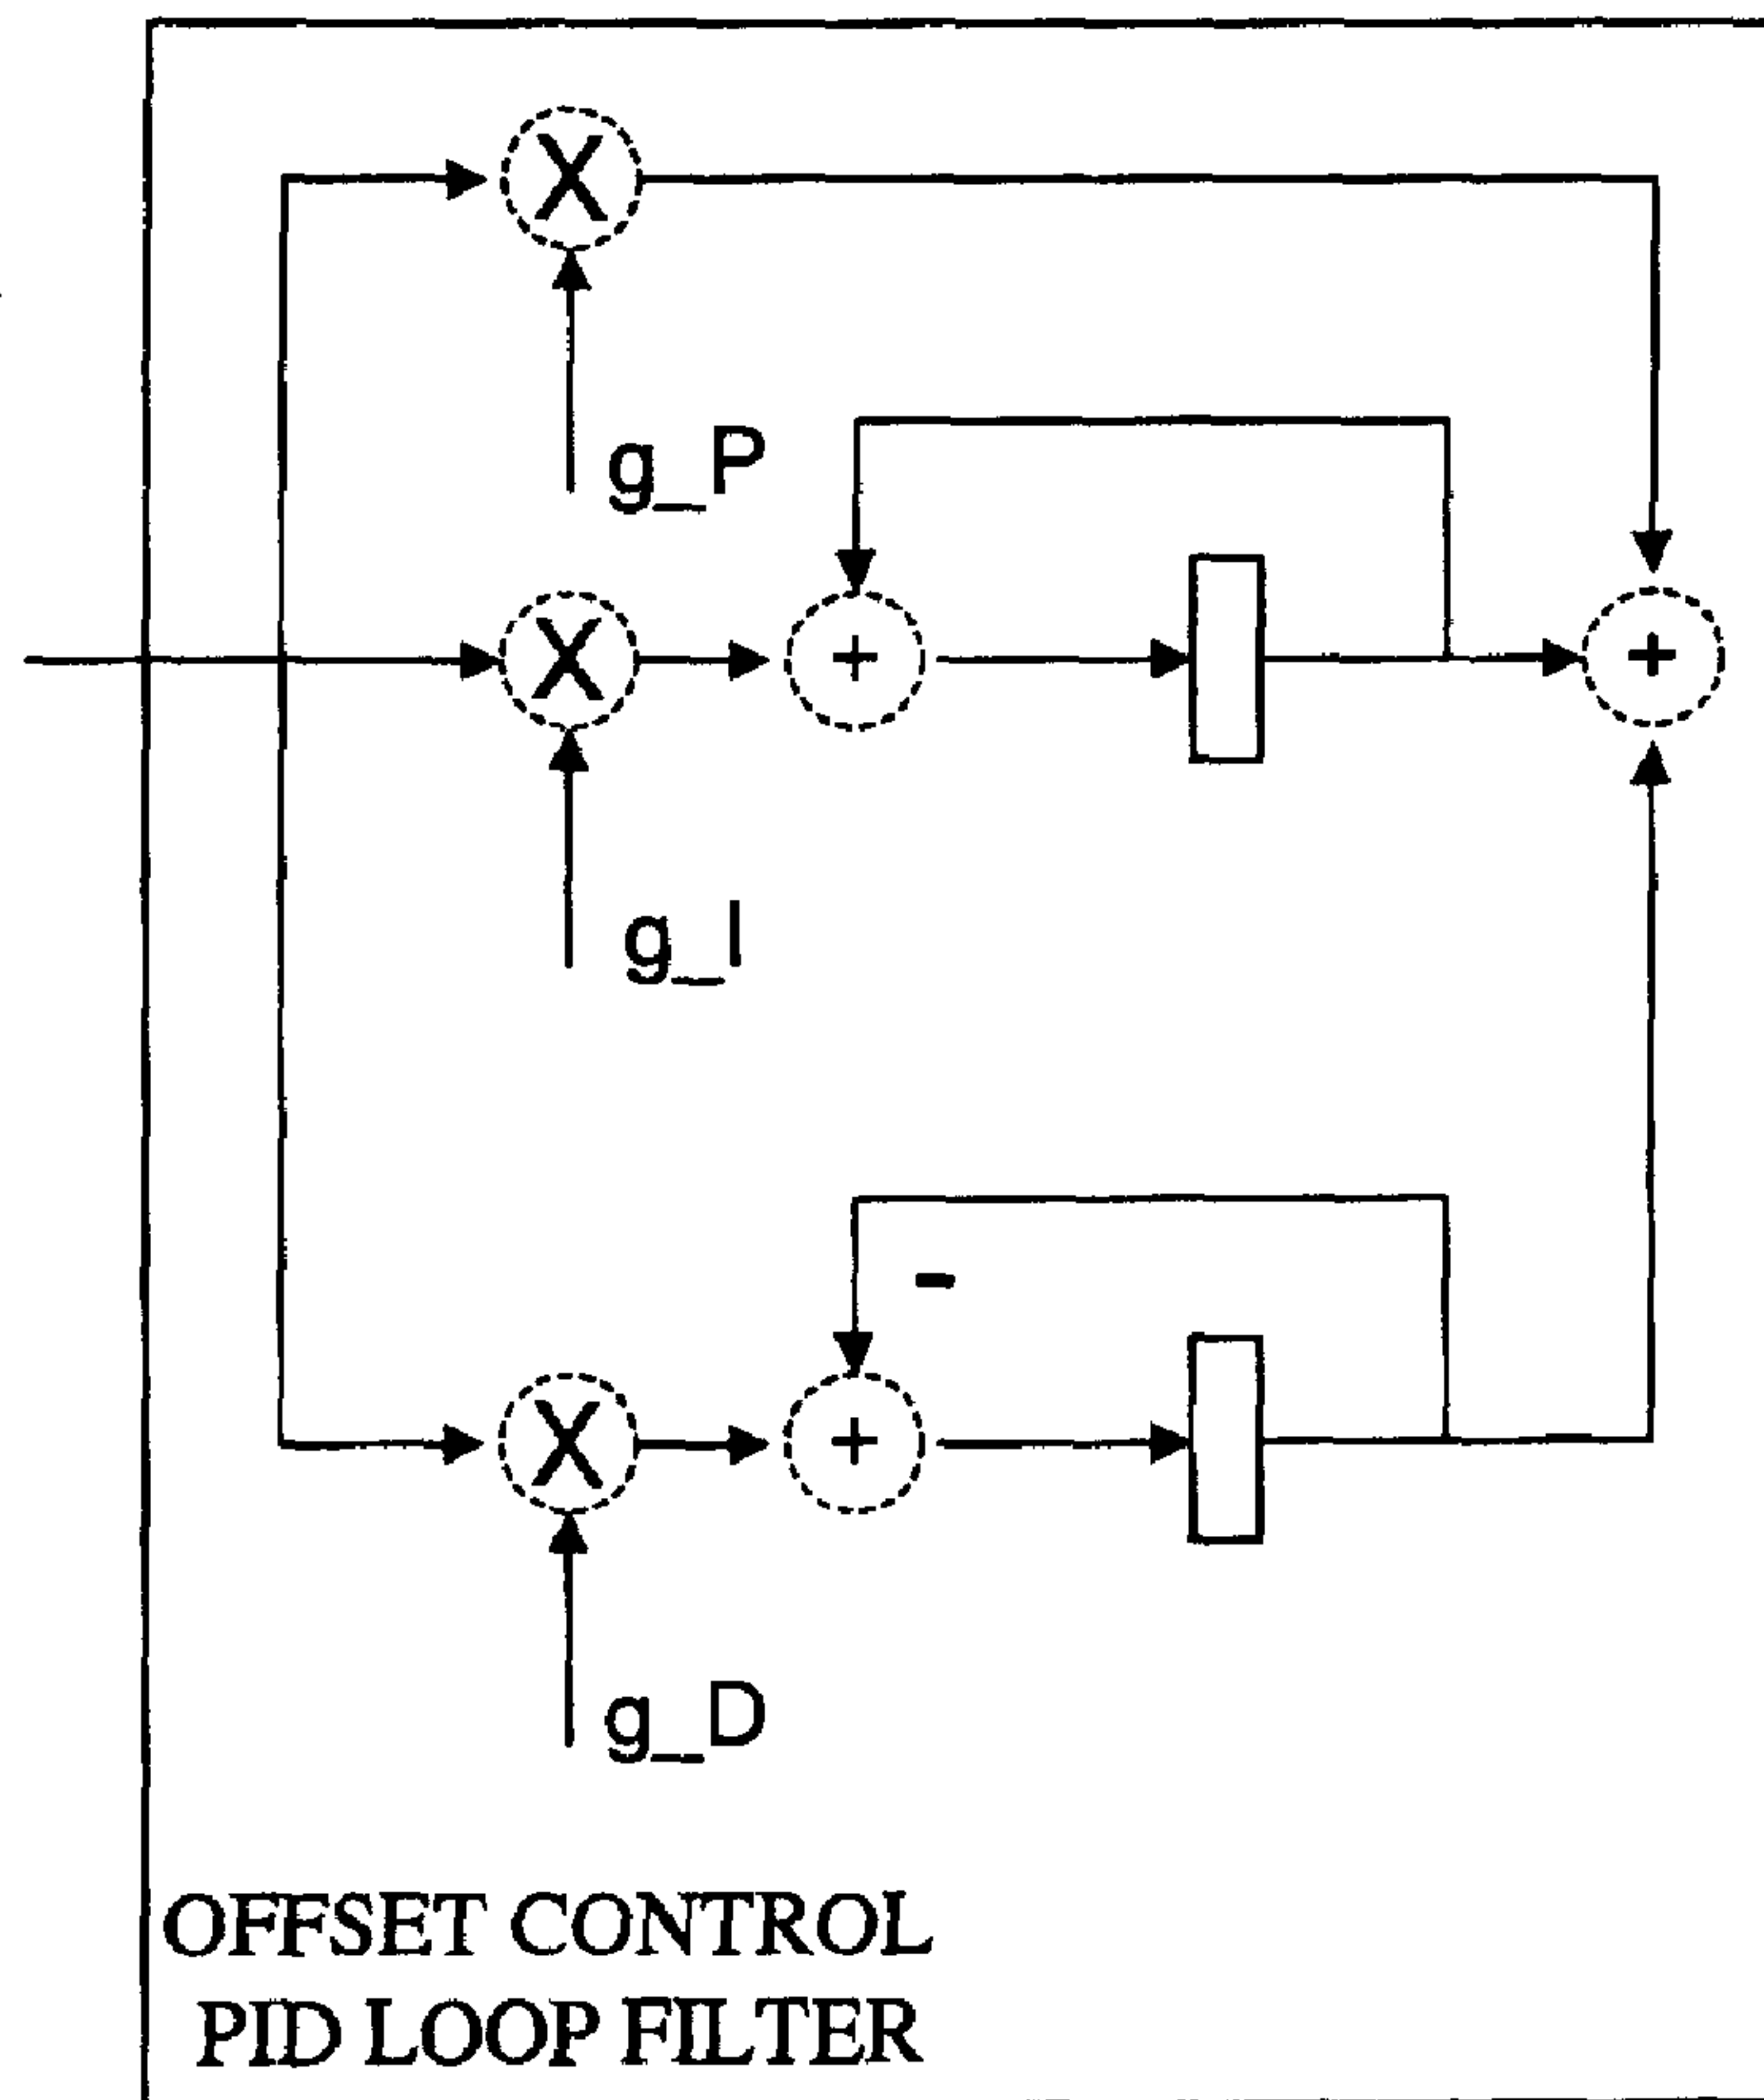 X
g_P
X
+
+
g_I
-
X
+
g_D
OFFSET CONTROL
PID LOOP FILTER